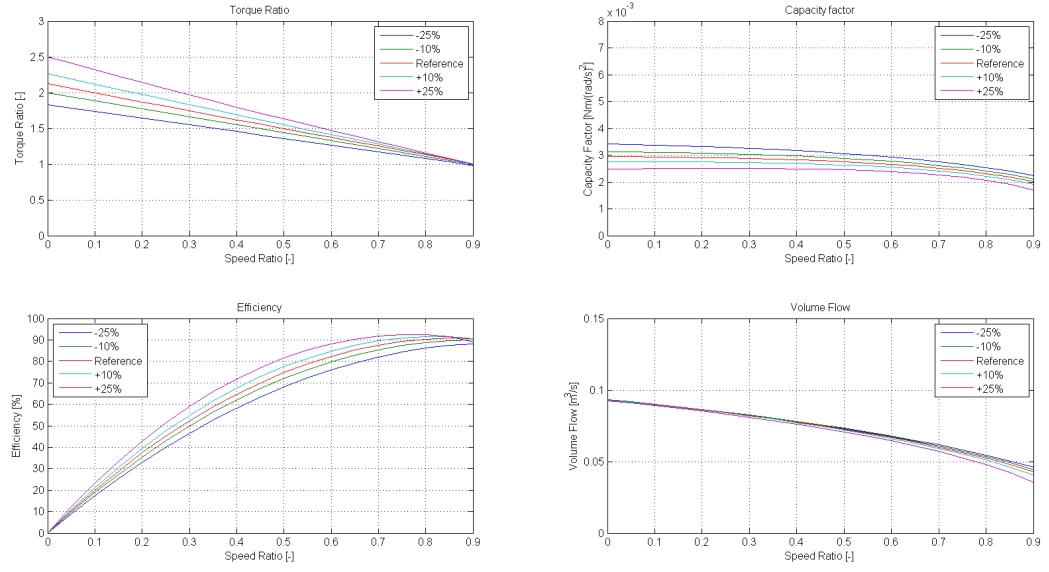 Torque Ratio
Torque Ratio [-]
3
2.5
2
1.5
1
0.5
0
0 0.1 0.2 0.3 0.4 0.5 0.6 0.7 0.8 0.9
Speed Ratio [-]
-25%
-10%
Reference
+10%
+25%
Capacity factor
x 10⁻³
Capacity Factor [Nm/(rad/s)²]
8
7
6
5
4
3
2
1
0
0 0.1 0.2 0.3 0.4 0.5 0.6 0.7 0.8 0.9
Speed Ratio [-]
-25%
-10%
Reference
+10%
+25%
Efficiency
Efficiency [%]
100
90
80
70
60
50
40
30
20
10
0
0 0.1 0.2 0.3 0.4 0.5 0.6 0.7 0.8 0.9
Speed Ratio [-]
-25%
-10%
Reference
+10%
+25%
Volume Flow
Volume Flow [m³/s]
0.15
0.1
0.05
0
0 0.1 0.2 0.3 0.4 0.5 0.6 0.7 0.8 0.9
Speed Ratio [-]
-25%
-10%
Reference
+10%
+25%